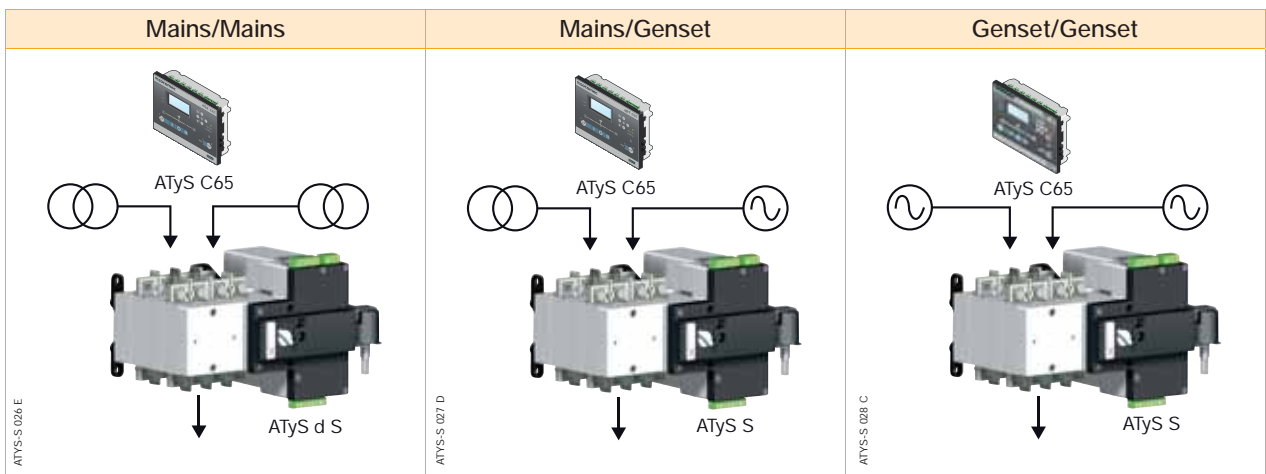 Mains/Mains
Mains/Genset
Genset/Genset
ATyS C65
ATyS C65
ATyS C65
ATyS d S
ATyS S
ATyS S
ATYS-S 026 E
ATYS-S 027 D
ATYS-S 028 C